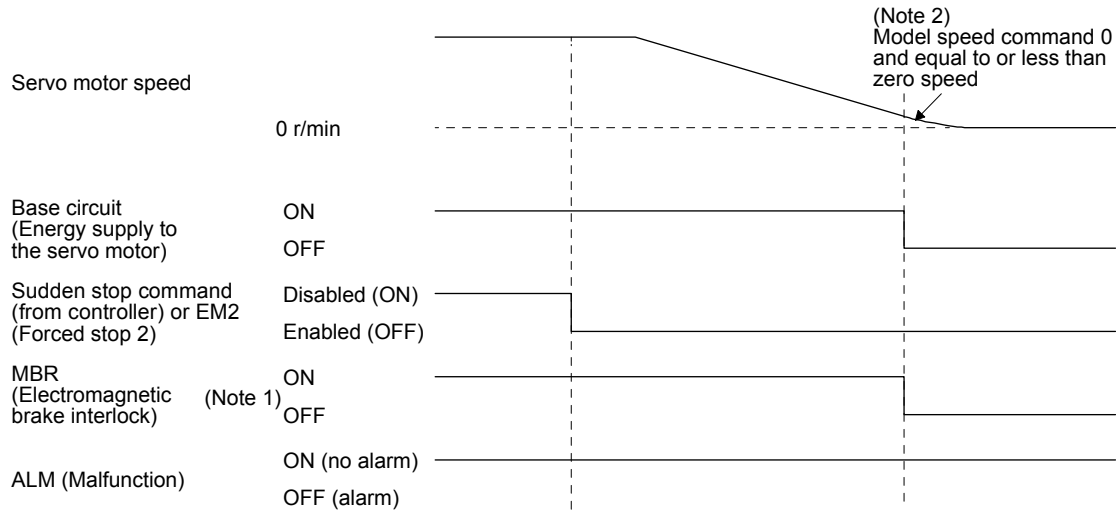 (Note 2)
Model speed command 0
and equal to or less than
zero speed
Servo motor speed
0 r/min
Base circuit
(Energy supply to
the servo motor)
ON
OFF
Sudden stop command
(from controller) or EM2
(Forced stop 2)
Disabled (ON)
Enabled (OFF)
MBR
(Electromagnetic
brake interlock)
(Note 1)
ON
OFF
ALM (Malfunction)
ON (no alarm)
OFF (alarm)